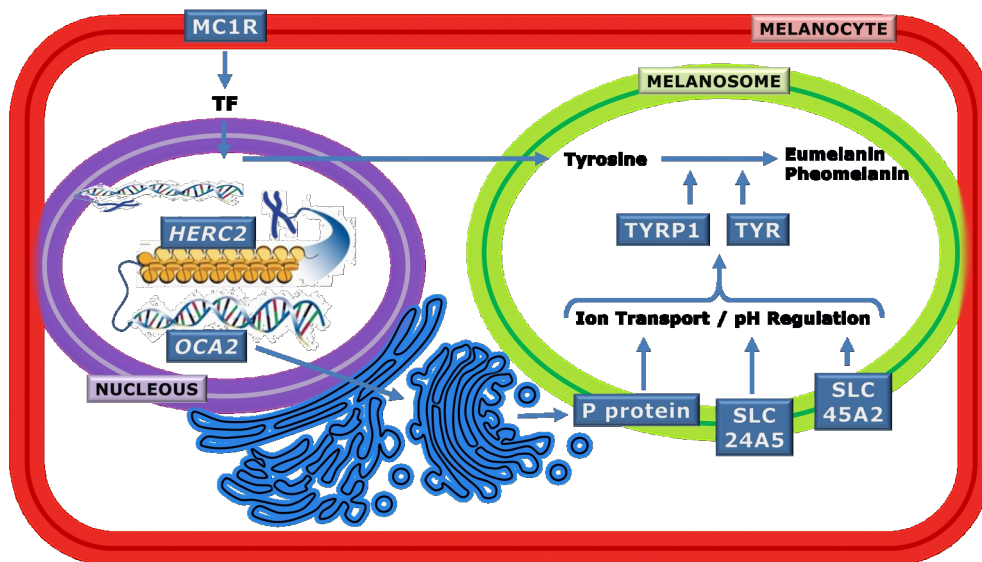 MC1R
MELANOCYTE
TF
MELANOSOME
Tyrosine
Eumelanin
Pheomelanin
TYRP1
TYR
HERC2
OCA2
NUCLEOUS
Ion Transport / pH Regulation
P protein
SLC
24A5
SLC
45A2